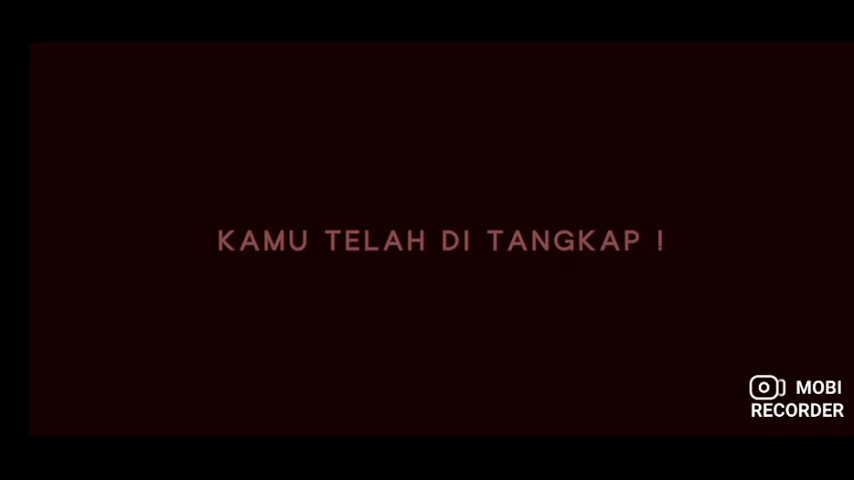 KAMU TELAH DI TANGKAP !
MOBI
RECORDER